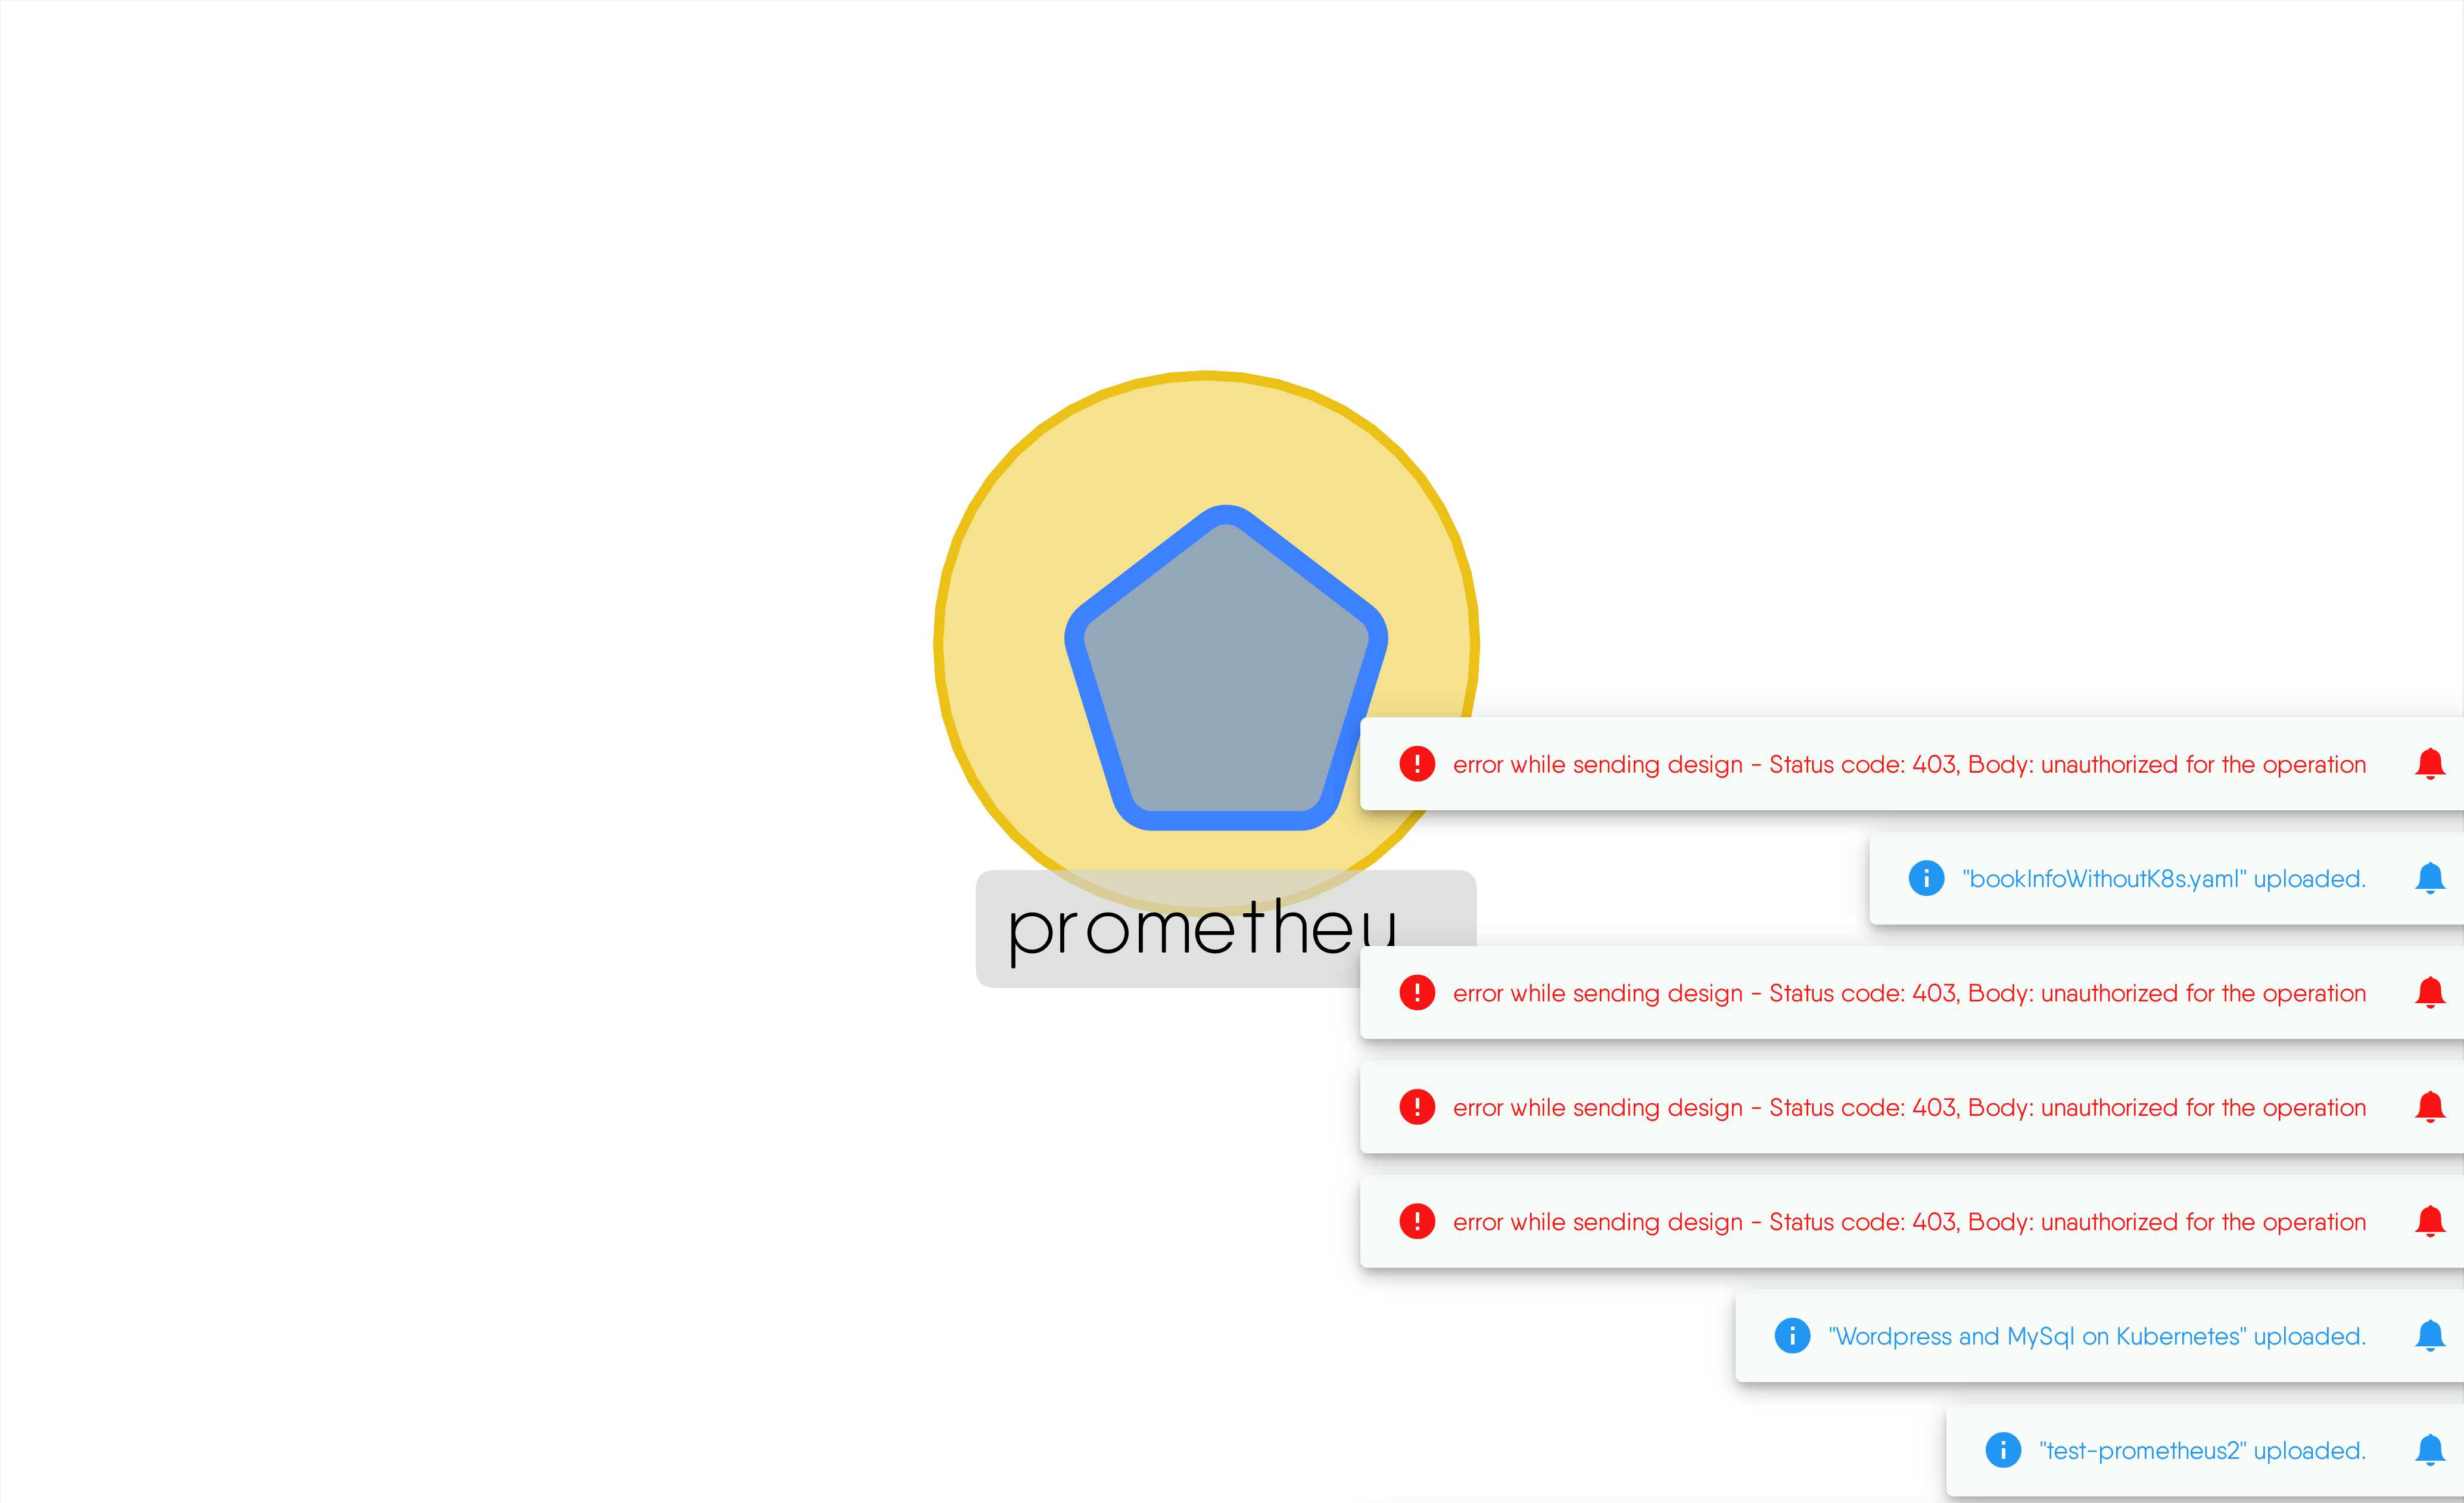 error while sending design - Status code: 403, Body: unauthorized for the operation
"bookInfoWithoutK8s.yaml" uploaded.
prometheu
error while sending design - Status code: 403, Body: unauthorized for the operation
error while sending design - Status code: 403, Body: unauthorized for the operation
error while sending design - Status code: 403, Body: unauthorized for the operation
"Wordpress and MySql on Kubernetes" uploaded.
"test-prometheus2" uploaded.